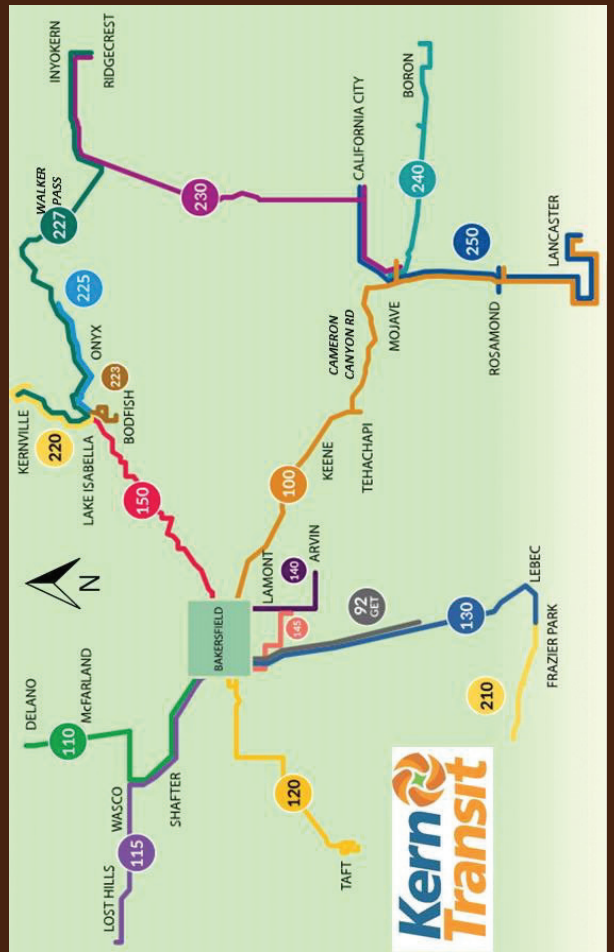 INYOKERN
RIDGECREST
WALKER
PASS
227
230
225
ONYX
223
BODFISH
KERNVILLE
220
LAKE ISABELLA
150
CALIFORNIA CITY
BORON
240
250
LANCASTER
MOJAVE
ROSAMOND
CAMERON
CANYON RD
TEHACHAPI
KEENE
100
N
BAKERSFIELD
LAMONT
140
ARVIN
145
92
GET
130
LEBEC
FRAZIER PARK
210
DELANO
McFARLAND
110
WASCO
SHAFTER
115
LOST HILLS
120
TAFT
Kern
Transit